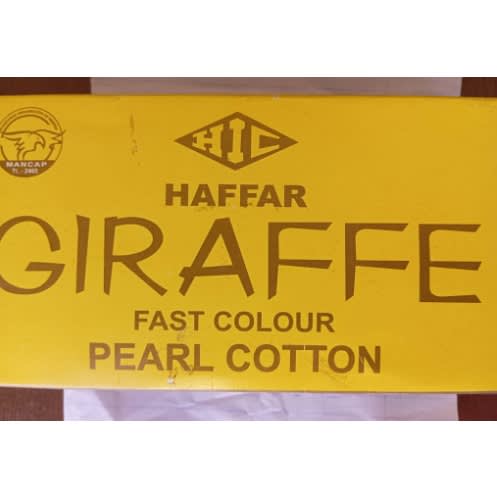 HIC
MANCAP
HAFFAR
GIRAFFE
FAST COLOUR
PEARL COTTON